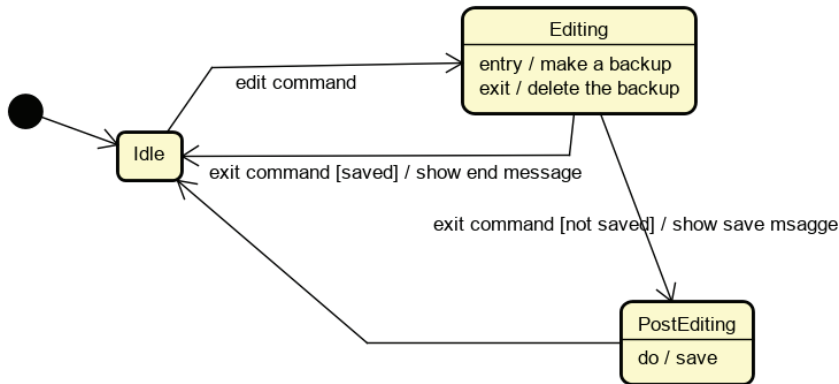 Editing
entry / make a backup
exit / delete the backup
edit command
Idle
exit command [saved] / show end message
exit command [not saved] / show save msagge
PostEditing
do / save